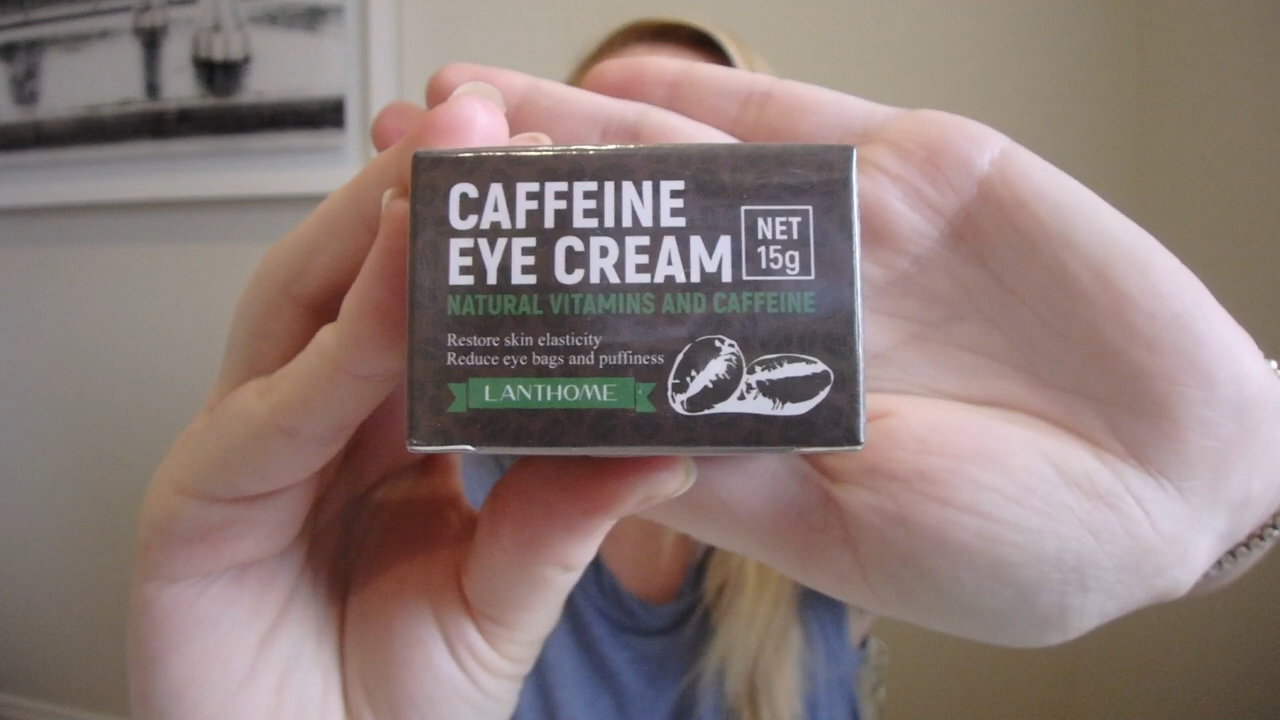 CAFFEINE
EYE CREAM
NET
15g
NATURAL VITAMINS AND CAFFEINE
Restore skin elasticity
Reduce eye bags and puffiness
LANTHOME